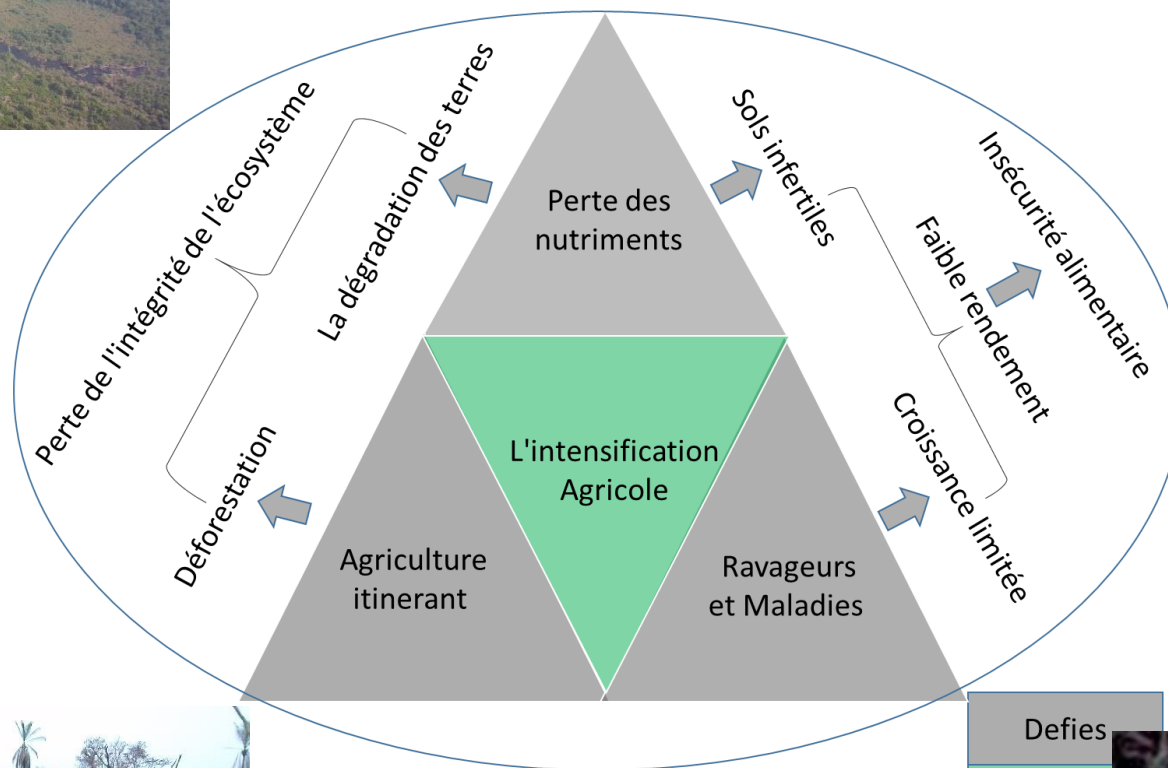 Perte de l'intégrité de l'écosystème
La dégradation des terres
Déforestation
Perte des
nutriments
L'intensification
Agricole
Agriculture
itinerant
Ravageurs
et Maladies
Sols infertiles
Faible rendement
Insécurité alimentaire
Croissance limitée
Defies